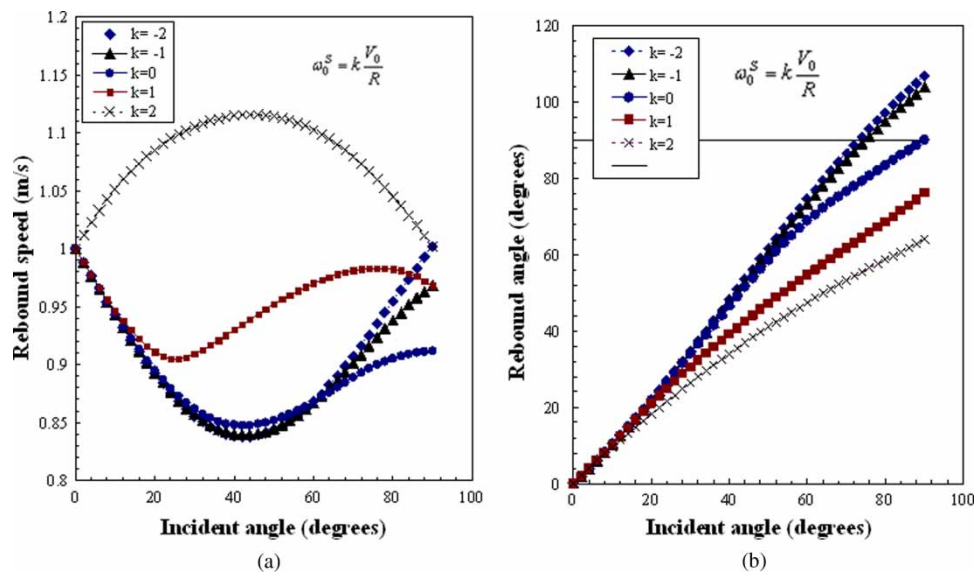 1.2
1.15
1.1
1.05
1
0.95
0.9
0.85
0.8
Rebound speed (m/s)
k= -2
k= -1
k=0
k=1
k=2
ω₀ˢ = k V₀/R
0 20 40 60 80 100
Incident angle (degrees)
(a)
120
100
80
60
40
20
0
Rebound angle (degrees)
k= -2
k= -1
k=0
k=1
k=2
ω₀ˢ = k V₀/R
0 20 40 60 80 100
Incident angle (degrees)
(b)